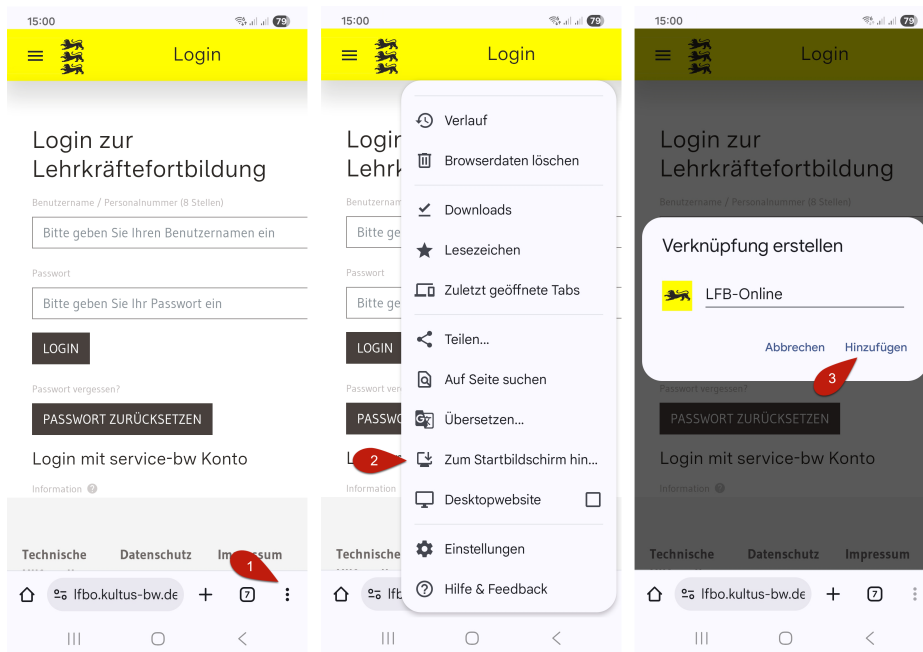 15:00
79
Login
Login zur
Lehrkräftefortbildung
Benutzername / Personalnummer (8 Stellen)
Bitte geben Sie Ihren Benutzernamen ein
Passwort
Bitte geben Sie Ihr Passwort ein
LOGIN
Passwort vergessen?
PASSWORT ZURÜCKSETZEN
Login mit service-bw Konto
Information ?
Technische
Datenschutz
1
lfbo.kultus-bw.de
7
15:00
79
Login
Login
Benutzernam
Bitte ge
Passwort
Bitte ge
LOGIN
Passwort ver
PASSWO
Information
Technische
lfb
Verlauf
Browserdaten löschen
Downloads
Lesezeichen
Zuletzt geöffnete Tabs
Teilen...
Auf Seite suchen
Übersetzen...
2
Zum Startbildschirm hin...
Desktopwebsite
Einstellungen
Hilfe & Feedback
15:00
79
Login
Login zur
Lehrkräftefortbildung
Benutzername / Personalnummer (8 Stellen)
Verknüpfung erstellen
LFB-Online
Abbrechen
Hinzufügen
3
Passwort vergessen?
PASSWORT ZURÜCKSETZEN
Login mit service-bw Konto
Information ?
Technische
Datenschutz
Impressum
lfbo.kultus-bw.de
7